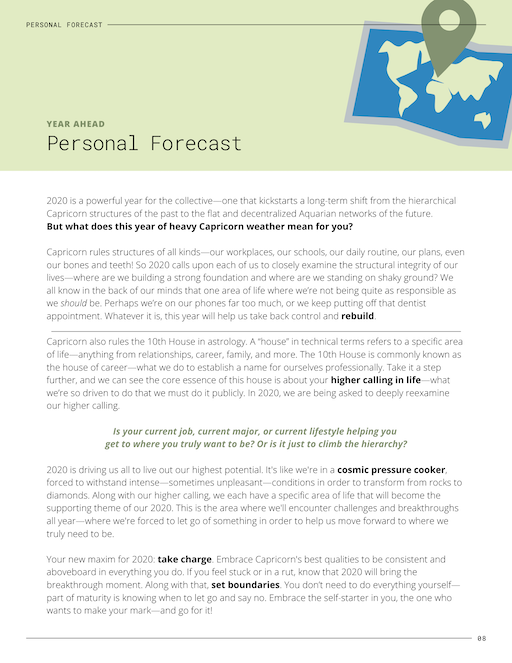 PERSONAL FORECAST
YEAR AHEAD
Personal Forecast
2020 is a powerful year for the collective—one that kickstarts a long-term shift from the hierarchical
Capricorn structures of the past to the flat and decentralized Aquarian networks of the future.
But what does this year of heavy Capricorn weather mean for you?
Capricorn rules structures of all kinds—our workplaces, our schools, our daily routine, our plans, even
our bones and teeth! So 2020 calls upon each of us to closely examine the structural integrity of our
lives—where are we building a strong foundation and where are we standing on shaky ground? We
all know in the back of our minds that one area of life where we're not being quite as responsible as
we should be. Perhaps we're on our phones far too much, or we keep putting off that dentist
appointment. Whatever it is, this year will help us take back control and rebuild.
Capricorn also rules the 10th House in astrology. A "house" in technical terms refers to a specific area
of life—anything from relationships, career, family, and more. The 10th House is commonly known as
the house of career—what we do to establish a name for ourselves professionally. Take it a step
further, and we can see the core essence of this house is about your higher calling in life—what
we're so driven to do that we must do it publicly. In 2020, we are being asked to deeply reexamine
our higher calling.
Is your current job, current major, or current lifestyle helping you
get to where you truly want to be? Or is it just to climb the hierarchy?
2020 is driving us all to live out our highest potential. It's like we're in a cosmic pressure cooker,
forced to withstand intense—sometimes unpleasant—conditions in order to transform from rocks to
diamonds. Along with our higher calling, we each have a specific area of life that will become the
supporting theme of our 2020. This is the area where we'll encounter challenges and breakthroughs
all year—where we're forced to let go of something in order to help us move forward to where we
truly need to be.
Your new maxim for 2020: take charge. Embrace Capricorn's best qualities to be consistent and
aboveboard in everything you do. If you feel stuck or in a rut, know that 2020 will bring the
breakthrough moment. Along with that, set boundaries. You don't need to do everything yourself—
part of maturity is knowing when to let go and say no. Embrace the self-starter in you, the one who
wants to make your mark—and go for it!
08